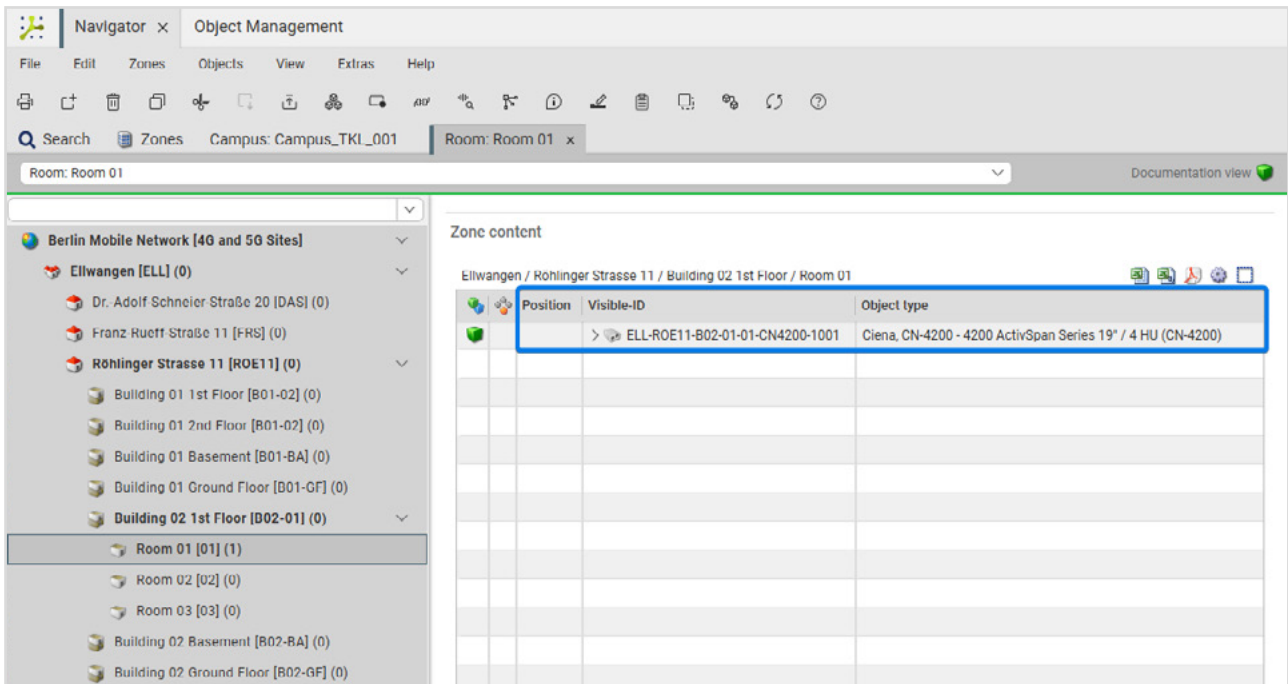 Navigator × Object Management
File Edit Zones Objects View Extras Help
Search Zones Campus: Campus_TKL_001 Room: Room 01 x
Room: Room 01 Documentation view
Berlin Mobile Network [4G and 5G Sites]
Ellwangen [ELL] (0)
Dr.-Adolf-Schneier-Straße 20 [DAS] (0)
Franz-Rueff-Straße 11 [FRS] (0)
Röhlinger Strasse 11 [ROE11] (0)
Building 01 1st Floor [B01-02] (0)
Building 01 2nd Floor [B01-02] (0)
Building 01 Basement [B01-BA] (0)
Building 01 Ground Floor [B01-GF] (0)
Building 02 1st Floor [B02-01] (0)
Room 01 [01] (1)
Room 02 [02] (0)
Room 03 [03] (0)
Building 02 Basement [B02-BA] (0)
Building 02 Ground Floor [B02-GF] (0)
Zone content
Ellwangen / Röhlinger Strasse 11 / Building 02 1st Floor / Room 01
Position Visible-ID Object type
ELL-ROE11-B02-01-01-CN4200-1001 Ciena, CN-4200 - 4200 ActivSpan Series 19" / 4 HU (CN-4200)